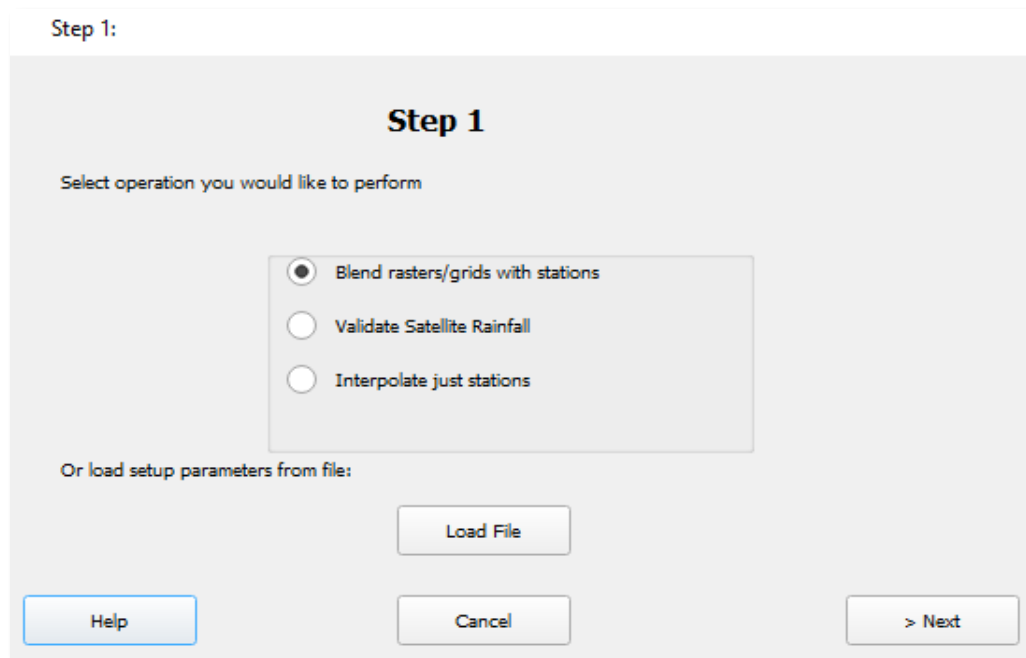 Step 1:
Step 1
Select operation you would like to perform
Blend rasters/grids with stations
Validate Satellite Rainfall
Interpolate just stations
Or load setup parameters from file:
Load File
Help
Cancel
> Next